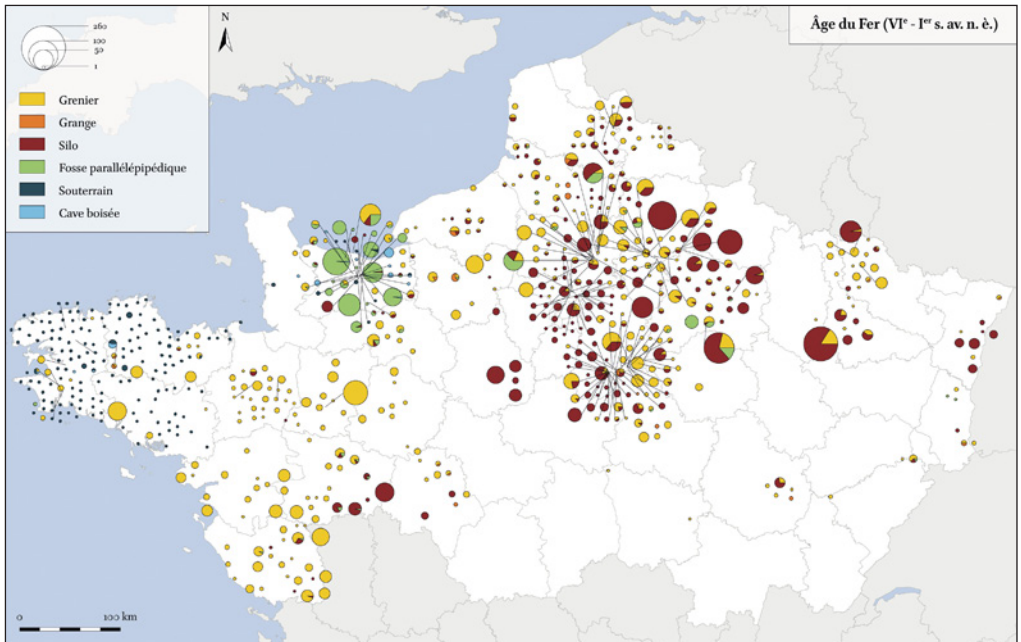 260
100
50
1
N
Âge du Fer (VIe - Ier s. av. n. è.)
Grenier
Grange
Silo
Fosse parallélépipédique
Souterrain
Cave boisée
0 100 km